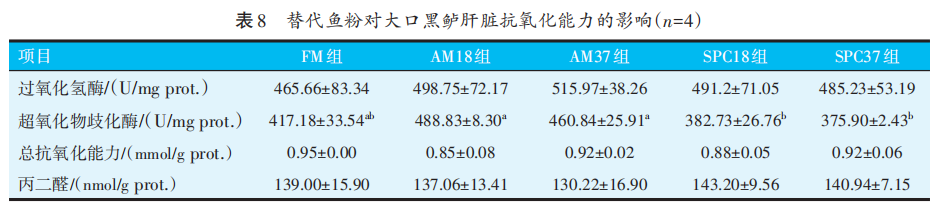 表8 替代鱼粉对大口黑鲈肝脏抗氧化能力的影响(n=4)
项目 FM组 AM18组 AM37组 SPC18组 SPC37组
过氧化氢酶/(U/mg prot.) 465.66±83.34 498.75±72.17 515.97±38.26 491.2±71.05 485.23±53.19
超氧化物歧化酶/(U/mg prot.) 417.18±33.54ab 488.83±8.30a 460.84±25.91a 382.73±26.76b 375.90±2.43b
总抗氧化能力/(mmol/g prot.) 0.95±0.00 0.85±0.08 0.92±0.02 0.88±0.05 0.92±0.06
丙二醛/(nmol/g prot.) 139.00±15.90 137.06±13.41 130.22±16.90 143.20±9.56 140.94±7.15